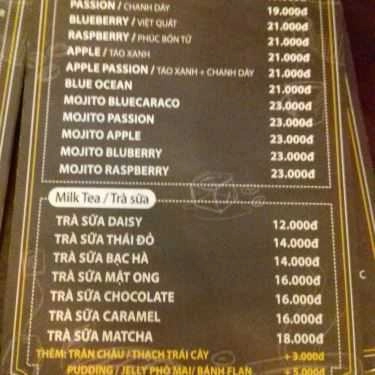 PASSION / CHANH DÂY 19.000đ
BLUEBERRY / VIỆT QUẤT 21.000đ
RASPBERRY / PHÚC BỒN TỬ 21.000đ
APPLE / TÁO XANH 21.000đ
APPLE PASSION / TÁO XANH + CHANH DÂY 21.000đ
BLUE OCEAN 21.000đ
MOJITO BLUECARACO 23.000đ
MOJITO PASSION 23.000đ
MOJITO APPLE 23.000đ
MOJITO BLUBERRY 23.000đ
MOJITO RASPBERRY 23.000đ
Milk Tea / Trà sữa
TRÀ SỮA DAISY 12.000đ
TRÀ SỮA THÁI ĐỎ 14.000đ
TRÀ SỮA BẠC HÀ 14.000đ
TRÀ SỮA MẬT ONG 16.000đ
TRÀ SỮA CHOCOLATE 16.000đ
TRÀ SỮA CARAMEL 16.000đ
TRÀ SỮA MATCHA 18.000đ
THÊM: TRÂN CHÂU / THẠCH TRÁI CÂY +3.000đ
PUDDING / JELLY PHÔ MAI/ BÁNH FLAN +5.000đ